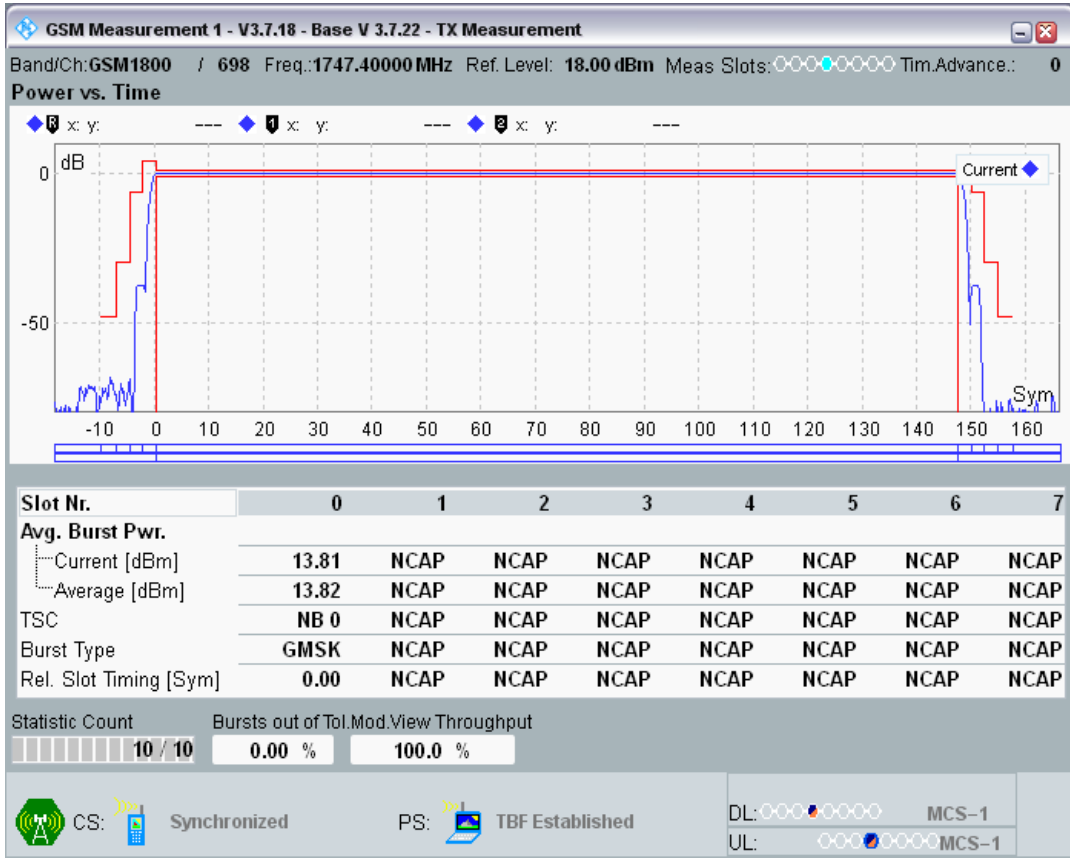 GSM Measurement 1 - V3.7.18 - Base V 3.7.22 - TX Measurement
Band/Ch:GSM1800 / 698 Freq.:1747.40000 MHz Ref. Level: 18.00 dBm Meas Slots: Tim.Advance.: 0
Power vs. Time
R x: y: --- 1 x: y: --- 2 x: y: ---
dB
Current
0
-50
Sym
-10 0 10 20 30 40 50 60 70 80 90 100 110 120 130 140 150 160
Slot Nr. 0 1 2 3 4 5 6 7
Avg. Burst Pwr.
Current [dBm] 13.81 NCAP NCAP NCAP NCAP NCAP NCAP NCAP
Average [dBm] 13.82 NCAP NCAP NCAP NCAP NCAP NCAP NCAP
TSC NB 0 NCAP NCAP NCAP NCAP NCAP NCAP NCAP
Burst Type GMSK NCAP NCAP NCAP NCAP NCAP NCAP NCAP
Rel. Slot Timing [Sym] 0.00 NCAP NCAP NCAP NCAP NCAP NCAP NCAP
Statistic Count Bursts out of Tol.Mod.View Throughput
10 / 10 0.00 % 100.0 %
CS: Synchronized PS: TBF Established DL: MCS-1
UL: MCS-1